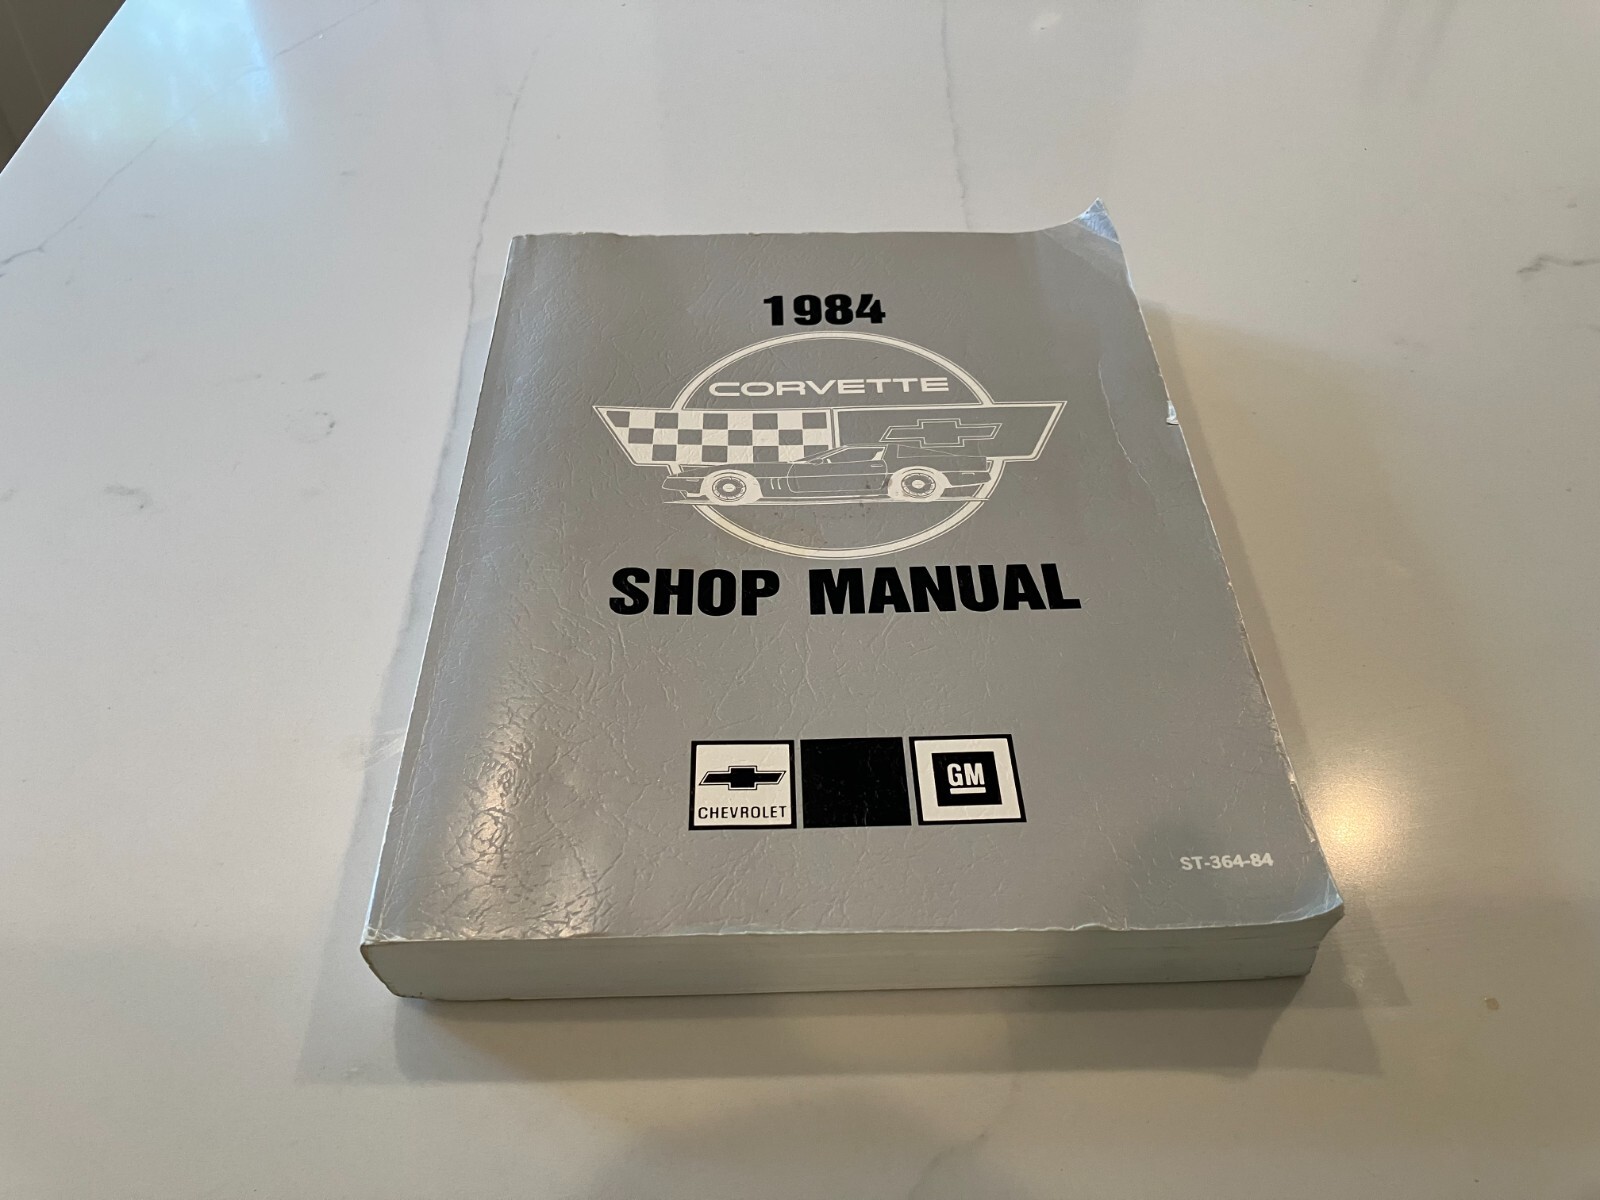 1984
CORVETTE
SHOP MANUAL
CHEVROLET
GM
ST-364-84